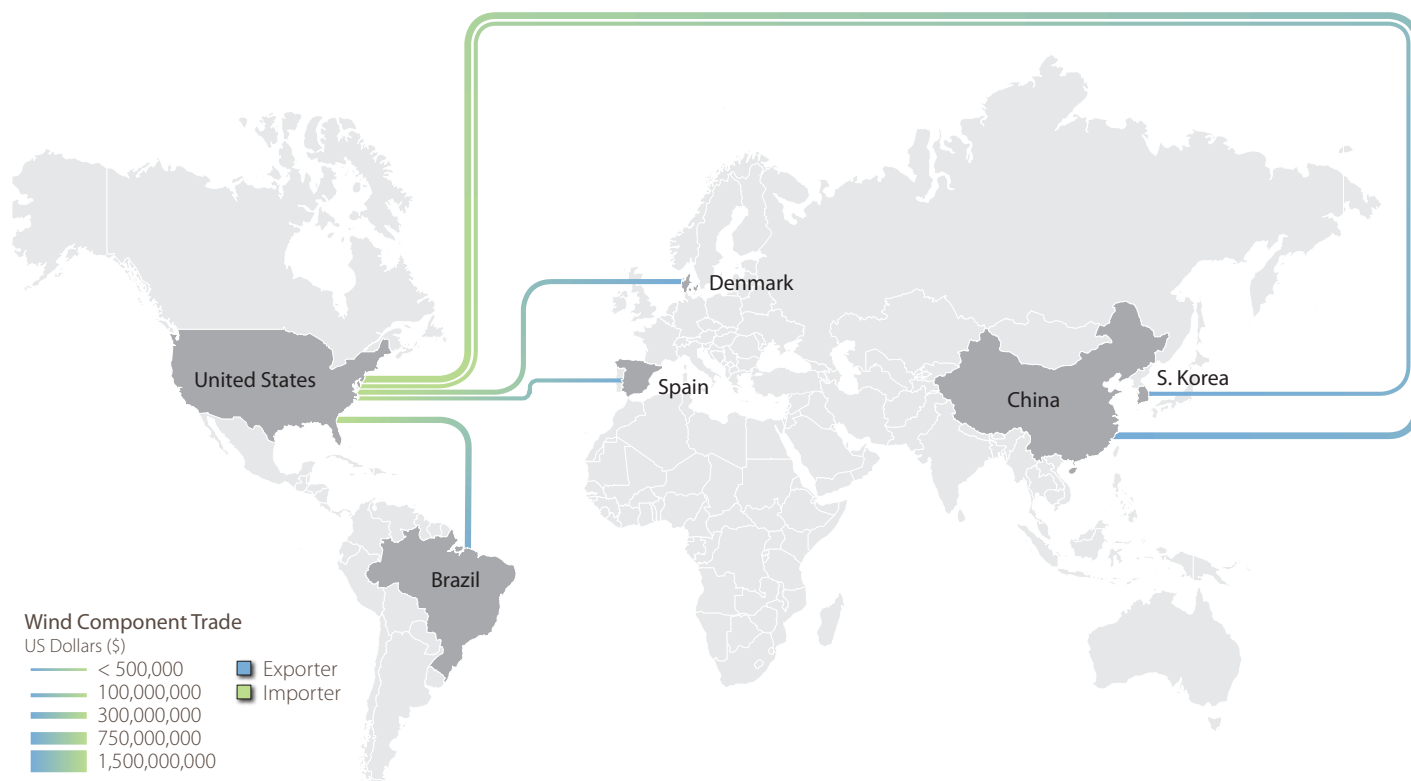 Denmark
United States
Spain
S. Korea
China
Brazil
Wind Component Trade
US Dollars ($)
< 500,000
100,000,000
300,000,000
750,000,000
1,500,000,000
Exporter
Importer